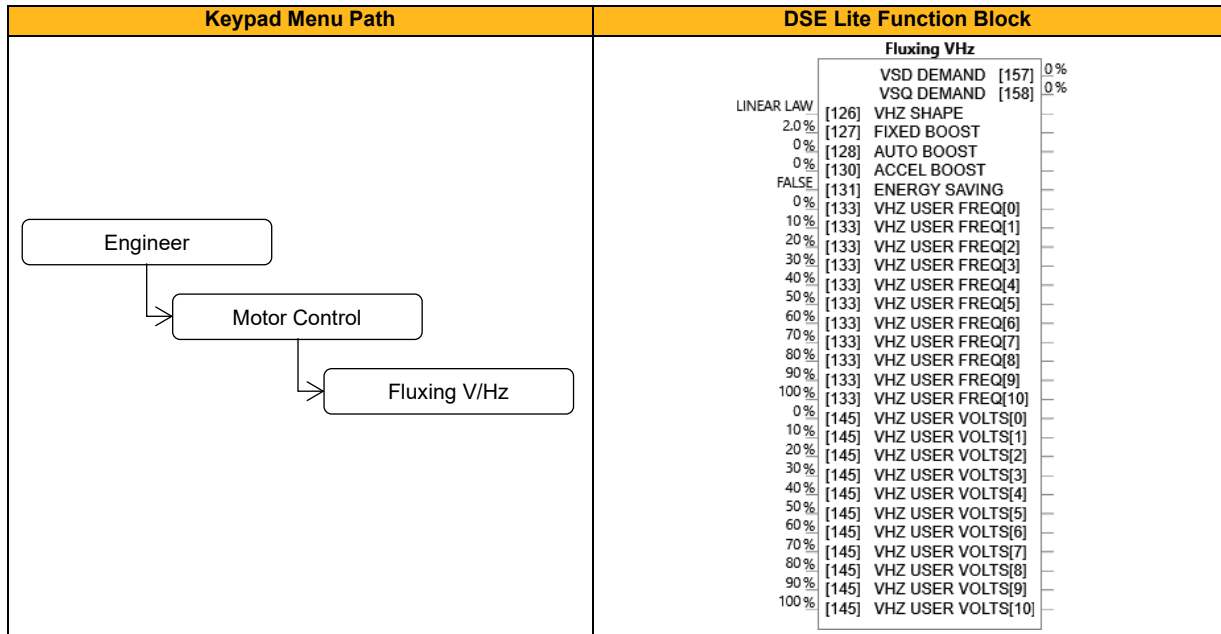 Keypad Menu Path
DSE Lite Function Block
Engineer
Motor Control
Fluxing V/Hz
Fluxing VHz
VSD DEMAND [157] 0 %
VSQ DEMAND [158] 0 %
LINEAR LAW [126] VHZ SHAPE
2.0 % [127] FIXED BOOST
0 % [128] AUTO BOOST
0 % [130] ACCEL BOOST
FALSE [131] ENERGY SAVING
0 % [133] VHZ USER FREQ[0]
10 % [133] VHZ USER FREQ[1]
20 % [133] VHZ USER FREQ[2]
30 % [133] VHZ USER FREQ[3]
40 % [133] VHZ USER FREQ[4]
50 % [133] VHZ USER FREQ[5]
60 % [133] VHZ USER FREQ[6]
70 % [133] VHZ USER FREQ[7]
80 % [133] VHZ USER FREQ[8]
90 % [133] VHZ USER FREQ[9]
100 % [133] VHZ USER FREQ[10]
0 % [145] VHZ USER VOLTS[0]
10 % [145] VHZ USER VOLTS[1]
20 % [145] VHZ USER VOLTS[2]
30 % [145] VHZ USER VOLTS[3]
40 % [145] VHZ USER VOLTS[4]
50 % [145] VHZ USER VOLTS[5]
60 % [145] VHZ USER VOLTS[6]
70 % [145] VHZ USER VOLTS[7]
80 % [145] VHZ USER VOLTS[8]
90 % [145] VHZ USER VOLTS[9]
100 % [145] VHZ USER VOLTS[10]